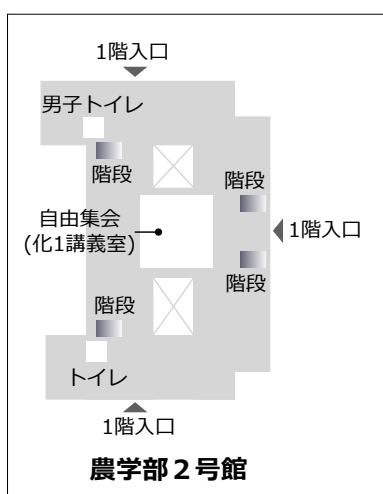 1階入口
男子トイレ
階段
階段
自由集会
(化1講義室)
1階入口
階段
階段
トイレ
1階入口
農学部２号館